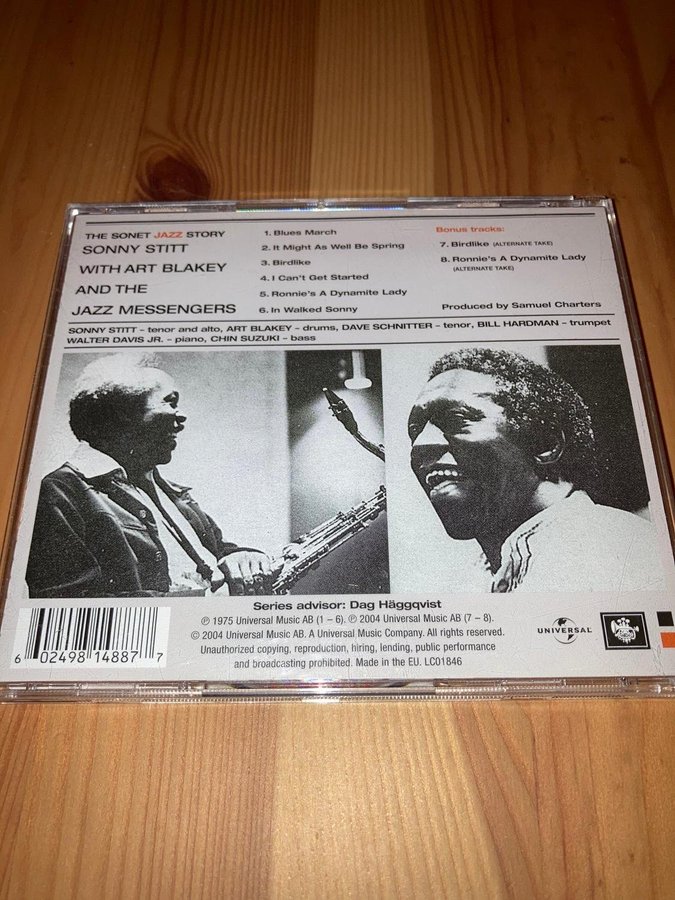 THE SONET JAZZ STORY
SONNY STITT
WITH ART BLAKEY
AND THE
JAZZ MESSENGERS
1. Blues March
2. It Might As Well Be Spring
3. Birdlike
4. I Can't Get Started
5. Ronnie's A Dynamite Lady
6. In Walked Sonny
Bonus tracks:
7. Birdlike (ALTERNATE TAKE)
8. Ronnie's A Dynamite Lady
(ALTERNATE TAKE)
Produced by Samuel Charters
SONNY STITT – tenor and alto, ART BLAKEY – drums, DAVE SCHNITTER – tenor, BILL HARDMAN – trumpet
WALTER DAVIS JR. – piano, CHIN SUZUKI – bass
Series advisor: Dag Häggqvist
℗ 1975 Universal Music AB (1 – 6). ℗ 2004 Universal Music AB (7 – 8).
© 2004 Universal Music AB. A Universal Music Company. All rights reserved.
Unauthorized copying, reproduction, hiring, lending, public performance
and broadcasting prohibited. Made in the EU. LC01846
6 02498 14887 7
UNIVERSAL